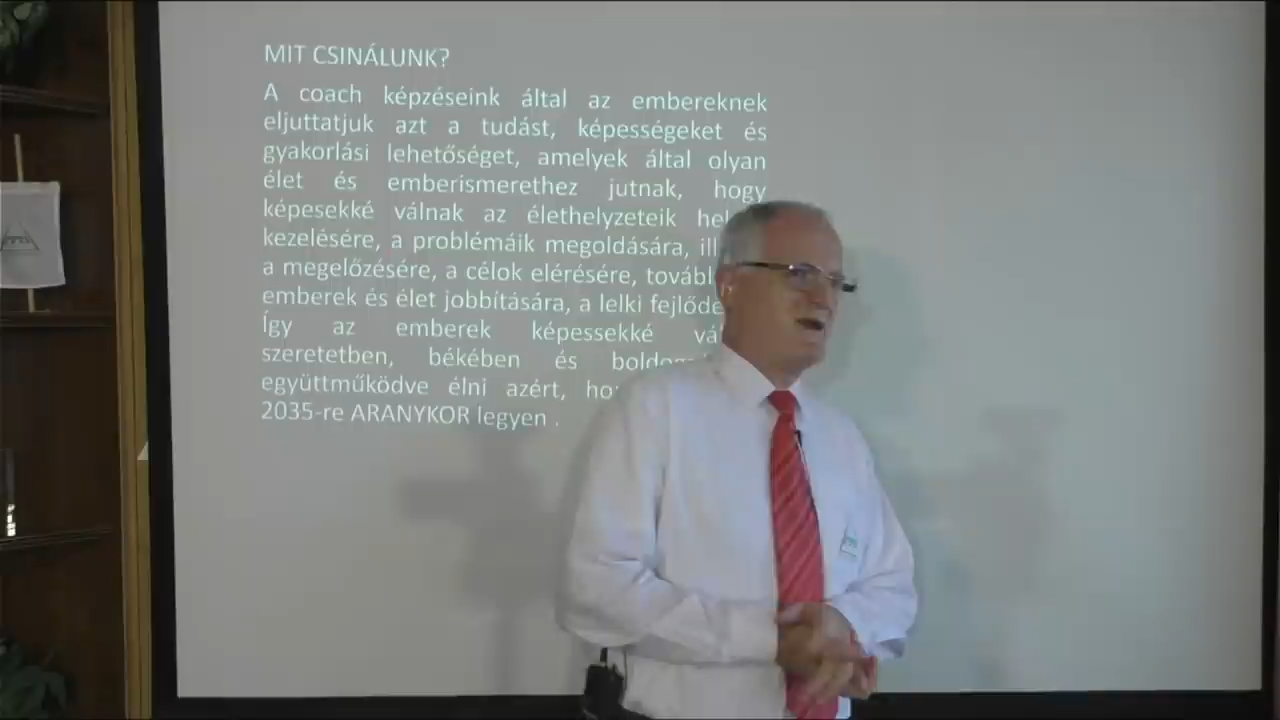 MIT CSINÁLUNK?
A coach képzéseink által az embereknek
eljuttatjuk azt a tudást, képességeket és
gyakorlási lehetőséget, amelyek által olyan
élet és emberismerethez jutnak, hogy
képesekké válnak az élethelyzeteik
kezelésére, a problémáik megoldására,
a megelőzésére, a célok elérésére,
emberek és élet jobbítására, a lelki
Így az emberek képessekké
szeretetben, békében és
együttműködve élni azért,
2035-re ARANYKOR legyen .